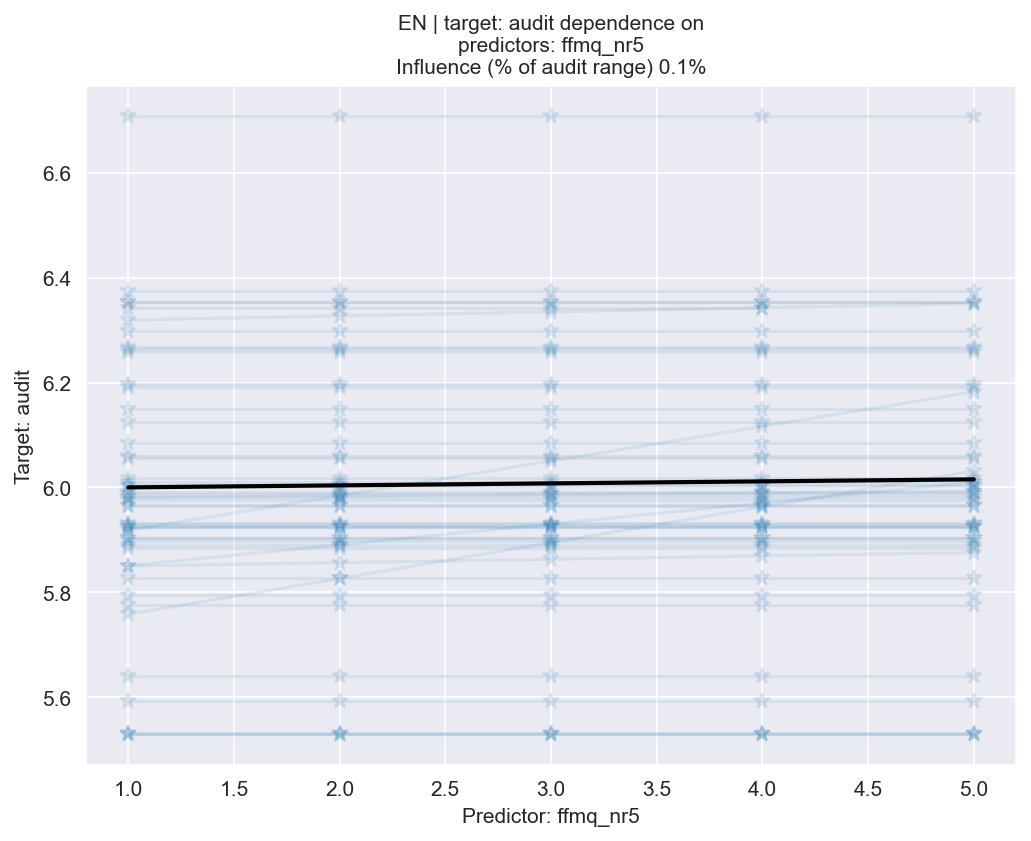 EN | target: audit dependence on
predictors: ffmq_nr5
Influence (% of audit range) 0.1%
Target: audit
6.6
6.4
6.2
6.0
5.8
5.6
1.0 1.5 2.0 2.5 3.0 3.5 4.0 4.5 5.0
Predictor: ffmq_nr5